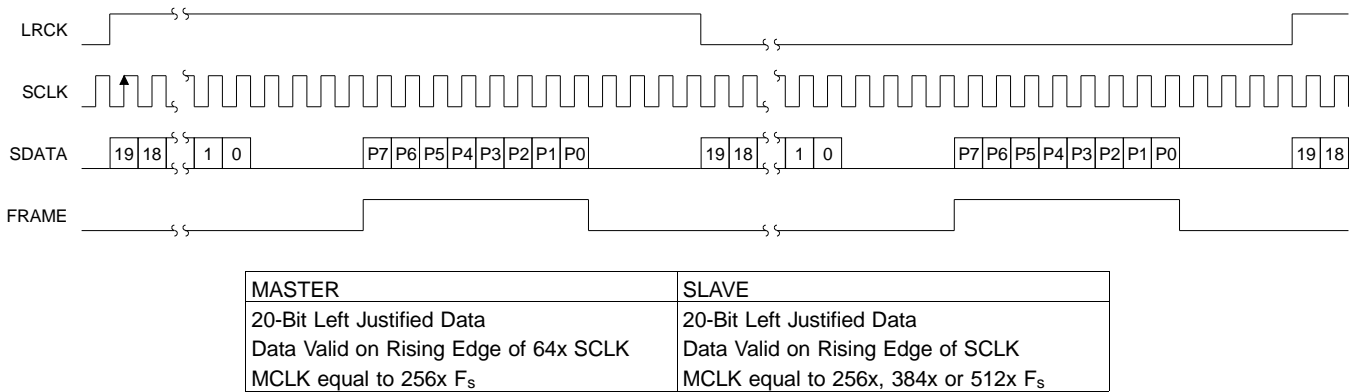 LRCK
SCLK
SDATA 19 18 1 0 P7 P6 P5 P4 P3 P2 P1 P0 19 18 1 0 P7 P6 P5 P4 P3 P2 P1 P0 19 18
FRAME
MASTER SLAVE
20-Bit Left Justified Data 20-Bit Left Justified Data
Data Valid on Rising Edge of 64x SCLK Data Valid on Rising Edge of SCLK
MCLK equal to 256x Fs MCLK equal to 256x, 384x or 512x Fs